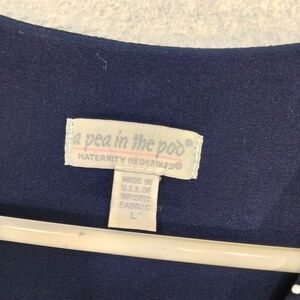 a pea in the pod®
MATERNITY REDEFINED®
MADE IN
U.S.A. OF
IMPORTED
FABRIC
L